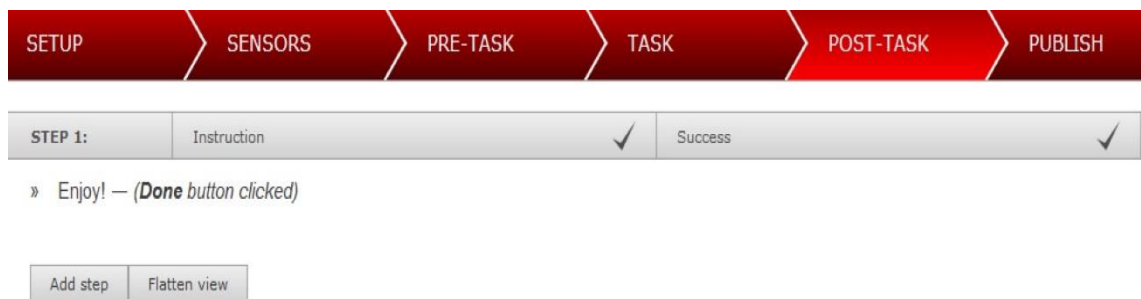 SETUP SENSORS PRE-TASK TASK POST-TASK PUBLISH
STEP 1: Instruction Success
» Enjoy! — (Done button clicked)
Add step Flatten view